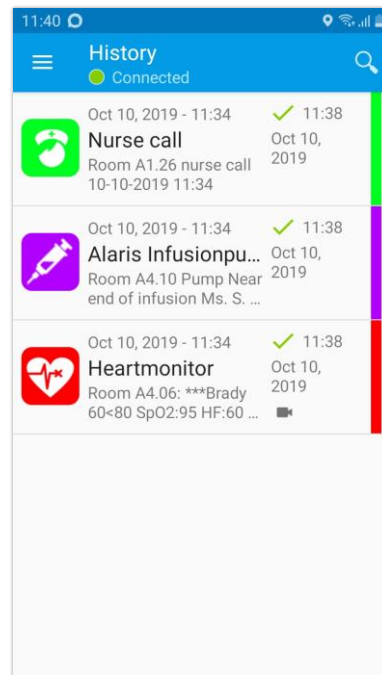 11:40
History
Connected
Oct 10, 2019 - 11:34
11:38
Nurse call
Oct 10,
2019
Room A1.26 nurse call
10-10-2019 11:34
Oct 10, 2019 - 11:34
11:38
Alaris Infusionpu...
Oct 10,
2019
Room A4.10 Pump Near
end of infusion Ms. S. ...
Oct 10, 2019 - 11:34
11:38
Heartmonitor
Oct 10,
2019
Room A4.06: ***Brady
60<80 SpO2:95 HF:60 ...